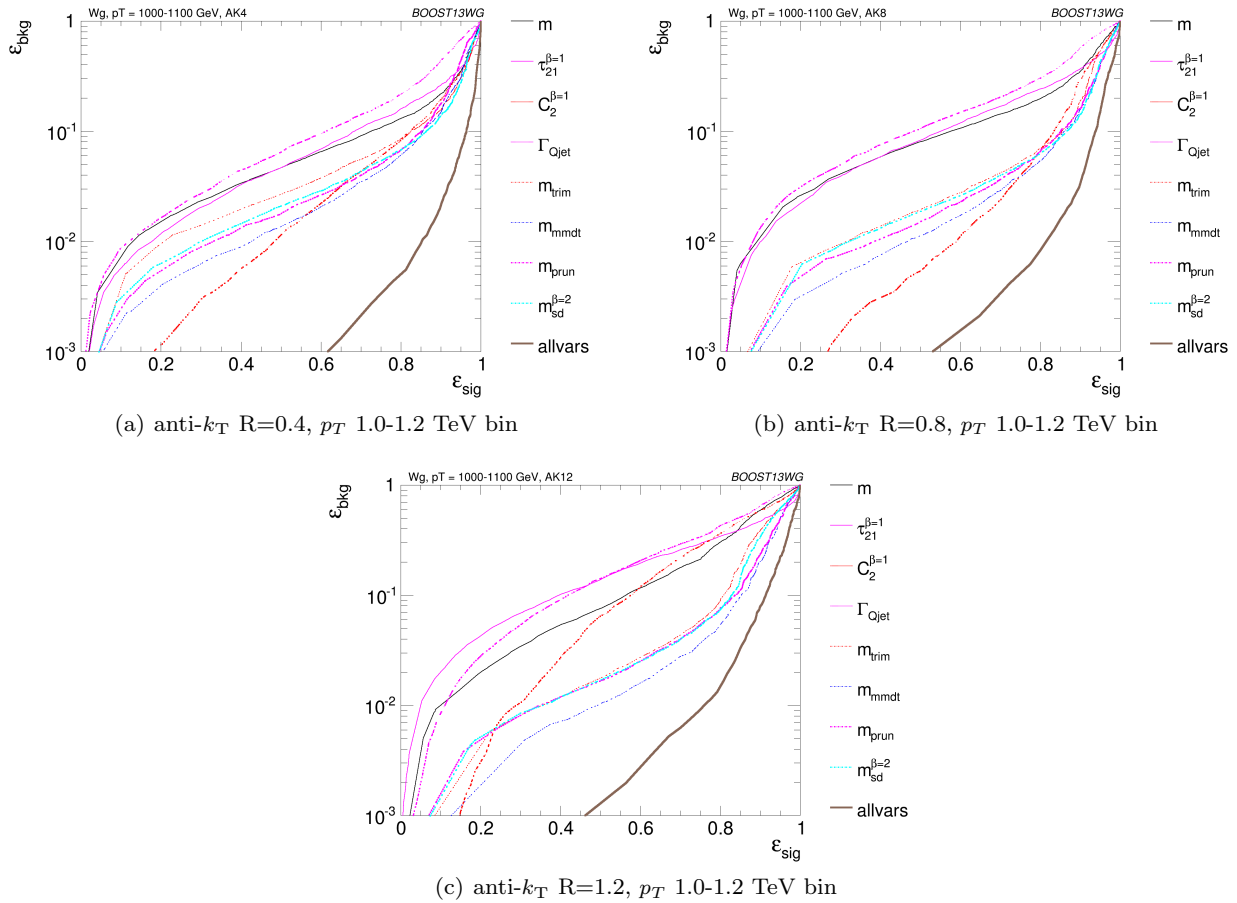 Wg, pT = 1000-1100 GeV, AK4 BOOST13WG
ε_bkg
1
10⁻¹
10⁻²
10⁻³
0 0.2 0.4 0.6 0.8 1
ε_sig
m
τ₂₁^β=1
C₂^β=1
Γ_Qjet
m_trim
m_mmdt
m_prun
m_sd^β=2
allvars
(a) anti-k_T R=0.4, p_T 1.0-1.2 TeV bin
Wg, pT = 1000-1100 GeV, AK8 BOOST13WG
ε_bkg
1
10⁻¹
10⁻²
10⁻³
0 0.2 0.4 0.6 0.8 1
ε_sig
m
τ₂₁^β=1
C₂^β=1
Γ_Qjet
m_trim
m_mmdt
m_prun
m_sd^β=2
allvars
(b) anti-k_T R=0.8, p_T 1.0-1.2 TeV bin
Wg, pT = 1000-1100 GeV, AK12 BOOST13WG
ε_bkg
1
10⁻¹
10⁻²
10⁻³
0 0.2 0.4 0.6 0.8 1
ε_sig
m
τ₂₁^β=1
C₂^β=1
Γ_Qjet
m_trim
m_mmdt
m_prun
m_sd^β=2
allvars
(c) anti-k_T R=1.2, p_T 1.0-1.2 TeV bin